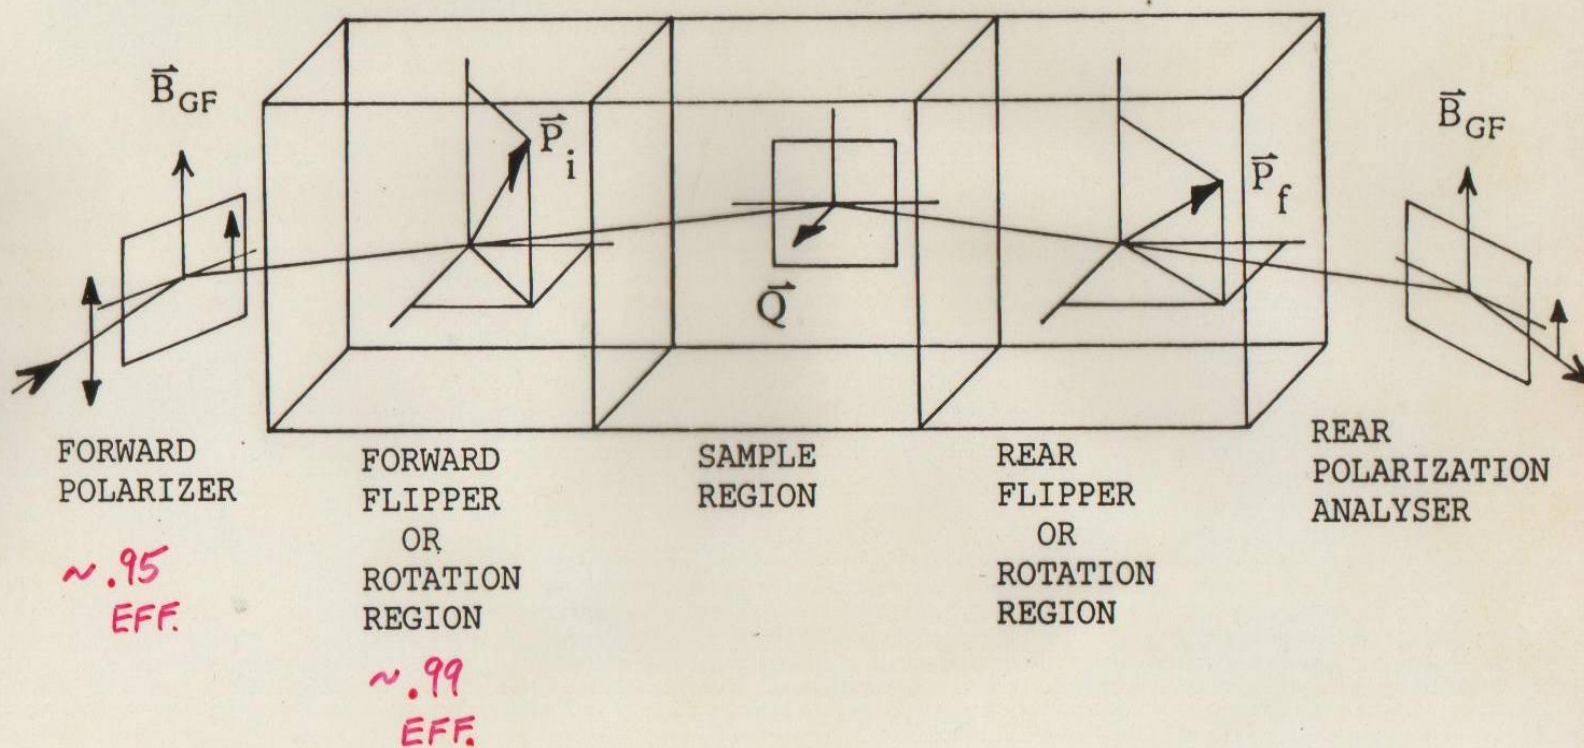 B⃗GF
P⃗i
Q⃗
P⃗f
B⃗GF
FORWARD
POLARIZER
~.95
EFF.
FORWARD
FLIPPER
OR
ROTATION
REGION
~.99
EFF.
SAMPLE
REGION
REAR
FLIPPER
OR
ROTATION
REGION
REAR
POLARIZATION
ANALYSER